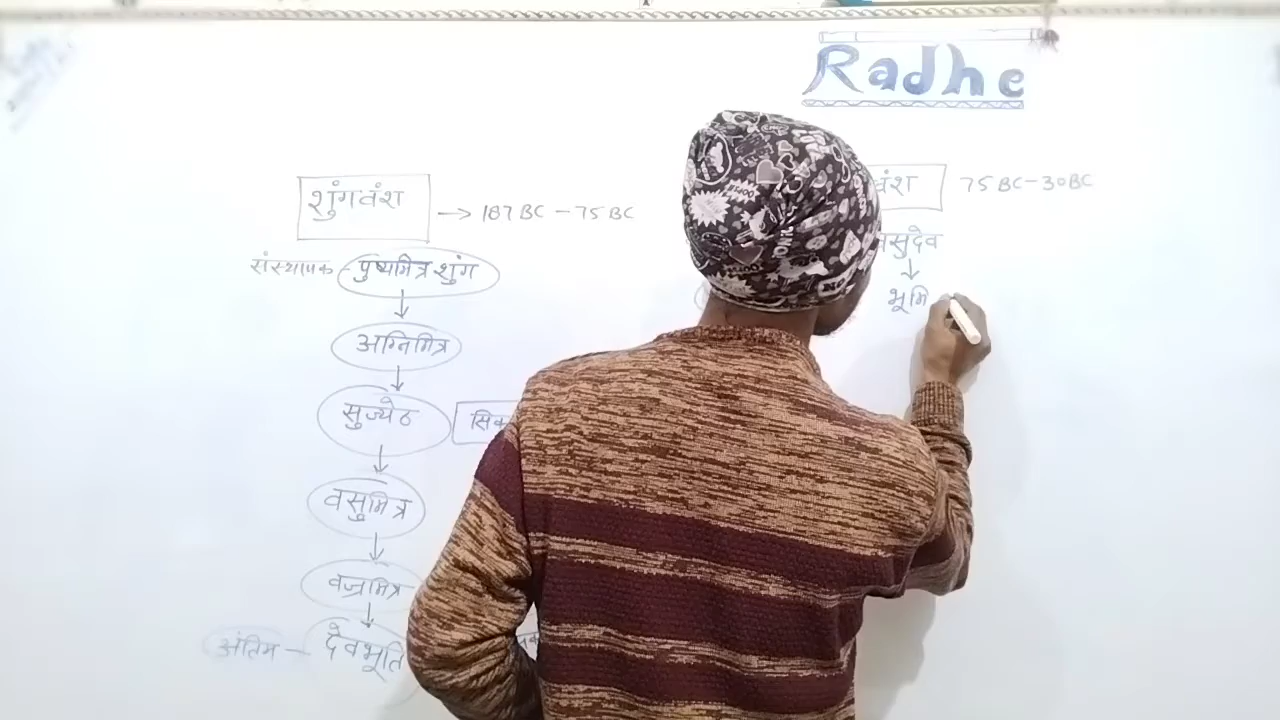 Radhe
शुंगवंश → 187 BC - 75 BC
संस्थापक - पुष्यमित्र शुंग
↓
अग्निमित्र
↓
सुज्येठ
↓
वसुमित्र
↓
वज्रमित्र
↓
अंतिम - देवभूति
वंश 75 BC - 30 BC
वसुदेव
↓
भूमि